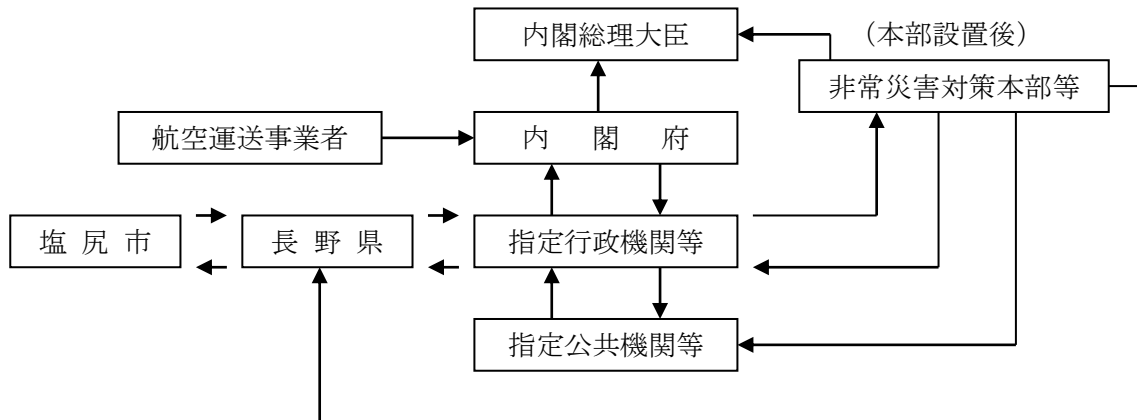 内閣総理大臣
（本部設置後）
非常災害対策本部等
航空運送事業者
内　閣　府
塩 尻 市
長 野 県
指定行政機関等
指定公共機関等